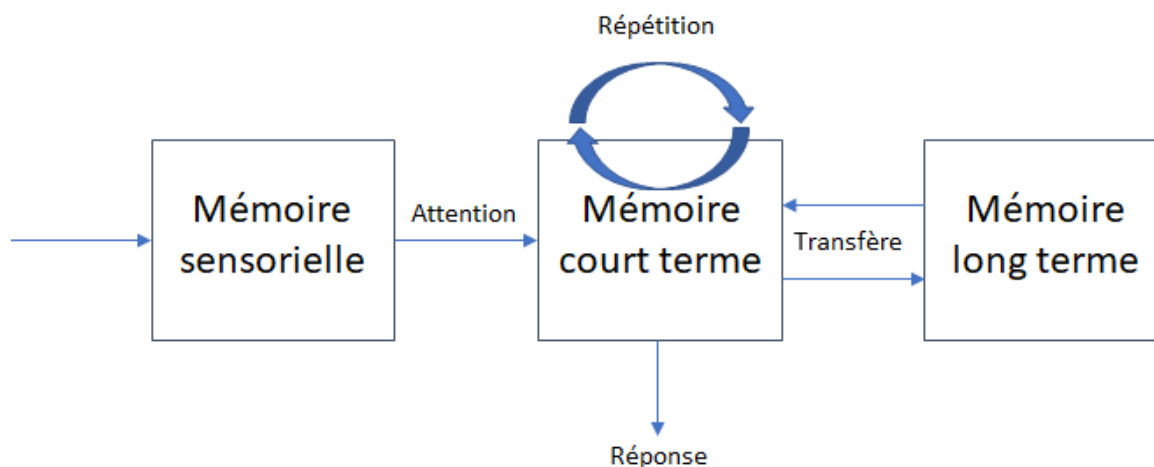 Répétition
Mémoire
sensorielle
Attention
Mémoire
court terme
Transfère
Mémoire
long terme
Réponse